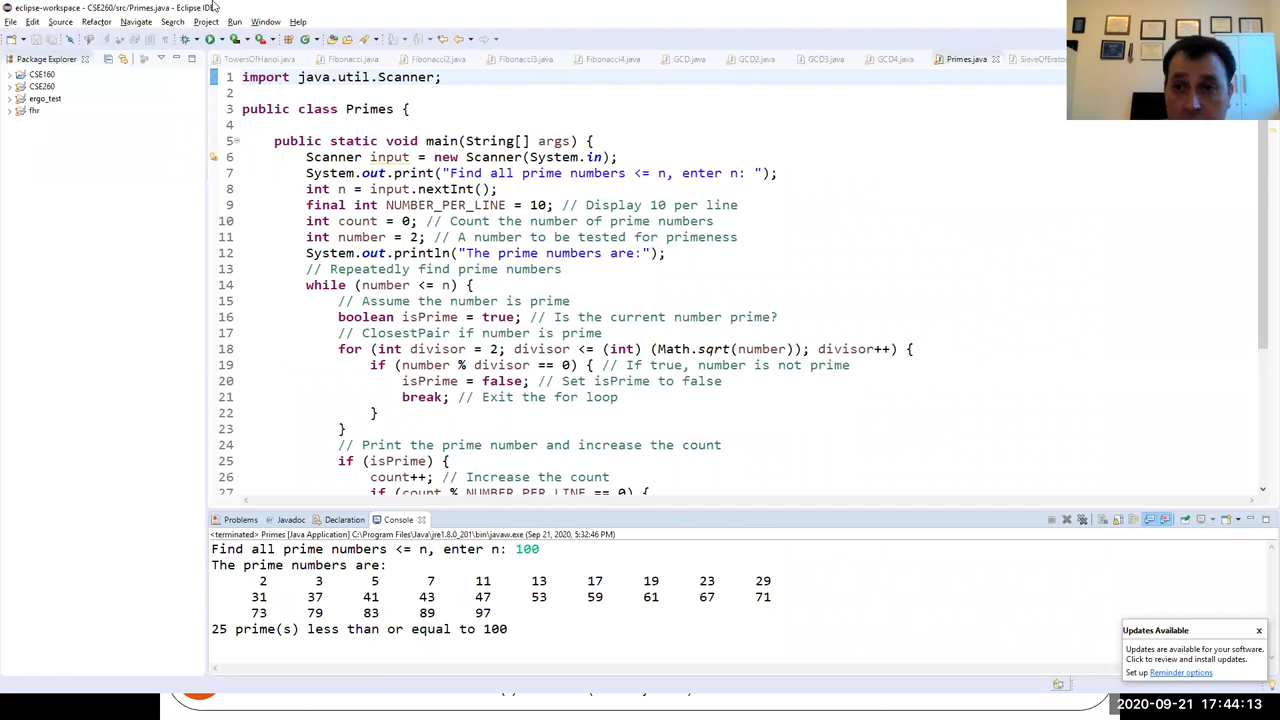 eclipse-workspace - CSE260/src/Primes.java - Eclipse IDE
File Edit Source Refactor Navigate Search Project Run Window Help
Package Explorer
CSE160
CSE260
ergo_test
fhr
TowersOfHanoi.java Fibonacci.java Fibonacci2.java Fibonacci3.java Fibonacci4.java GCD.java GCD2.java GCD3.java GCD4.java Primes.java SieveOfErato
1 import java.util.Scanner;
2
3 public class Primes {
4
5 public static void main(String[] args) {
6 Scanner input = new Scanner(System.in);
7 System.out.print("Find all prime numbers <= n, enter n: ");
8 int n = input.nextInt();
9 final int NUMBER_PER_LINE = 10; // Display 10 per line
10 int count = 0; // Count the number of prime numbers
11 int number = 2; // A number to be tested for primeness
12 System.out.println("The prime numbers are:");
13 // Repeatedly find prime numbers
14 while (number <= n) {
15 // Assume the number is prime
16 boolean isPrime = true; // Is the current number prime?
17 // ClosestPair if number is prime
18 for (int divisor = 2; divisor <= (int) (Math.sqrt(number)); divisor++) {
19 if (number % divisor == 0) { // If true, number is not prime
20 isPrime = false; // Set isPrime to false
21 break; // Exit the for loop
22 }
23 }
24 // Print the prime number and increase the count
25 if (isPrime) {
26 count++; // Increase the count
27 if (count % NUMBER_PER_LINE == 0) {
Problems Javadoc Declaration Console
<terminated> Primes [Java Application] C:\Program Files\Java\jre1.8.0_201\bin\javaw.exe (Sep 21, 2020, 5:32:46 PM)
Find all prime numbers <= n, enter n: 100
The prime numbers are:
2 3 5 7 11 13 17 19 23 29
31 37 41 43 47 53 59 61 67 71
73 79 83 89 97
25 prime(s) less than or equal to 100
Updates Available x
Updates are available for your software.
Click to review and install updates.
Set up Reminder options
2020-09-21 17:44:13